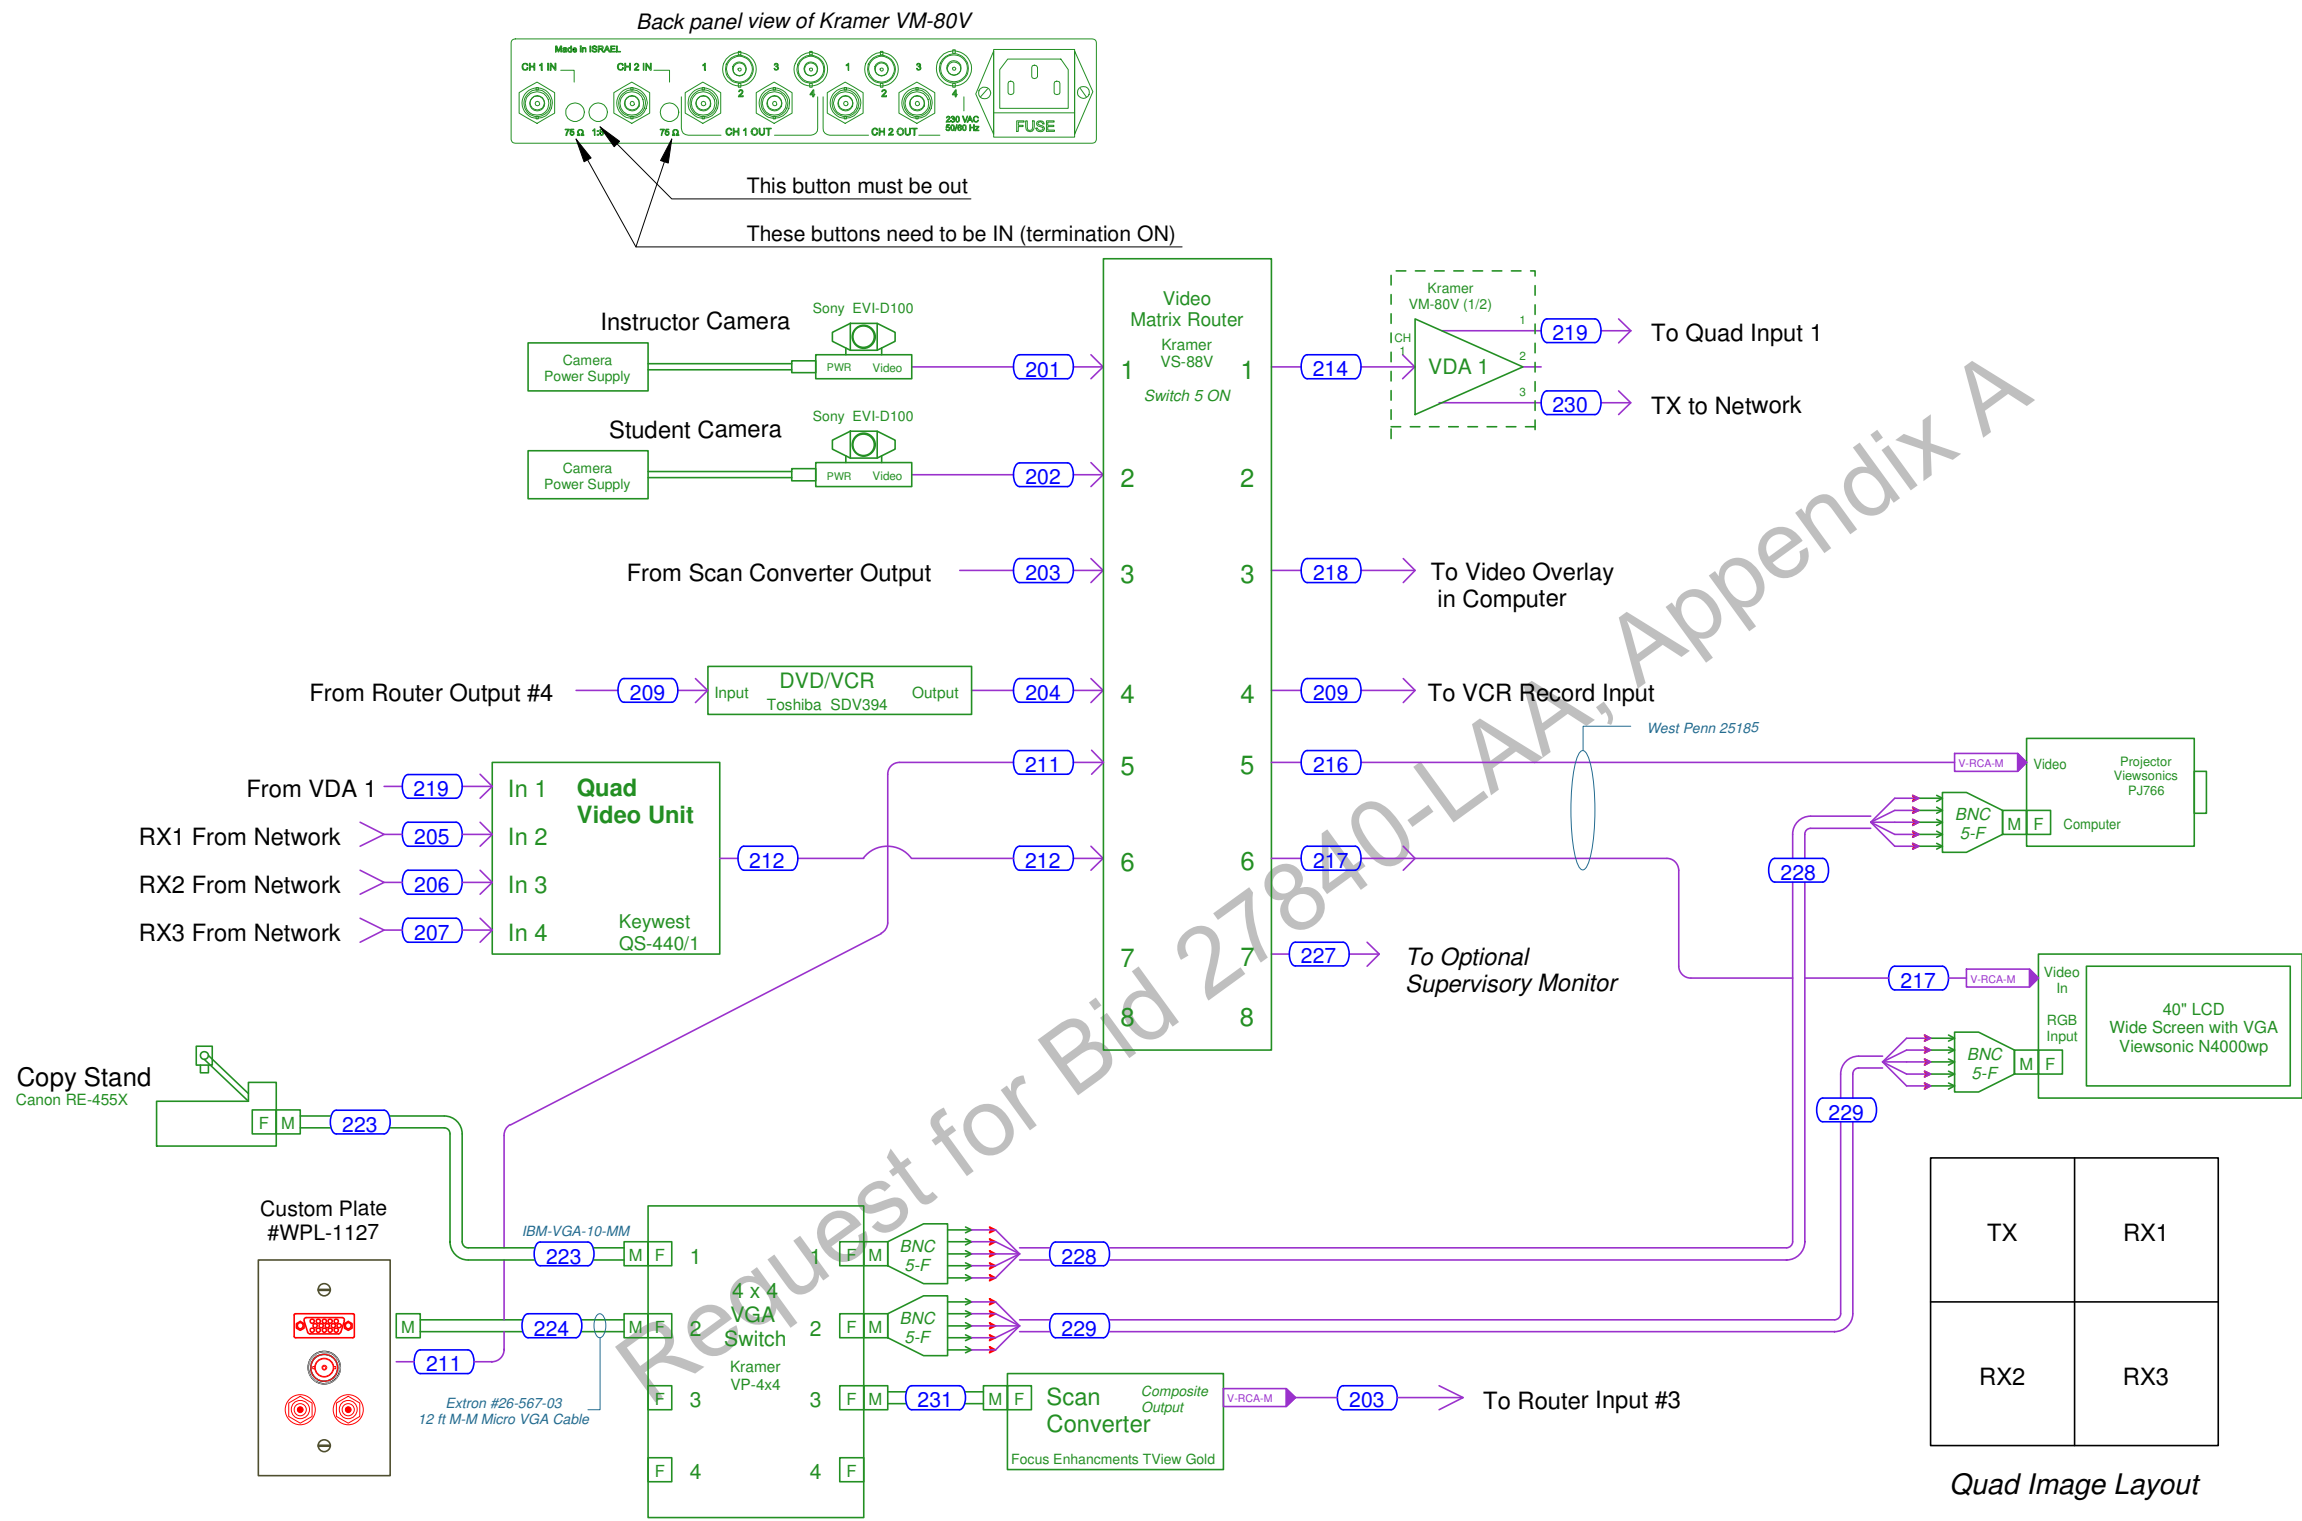 Back panel view of Kramer VM-80V
Made in ISRAEL
CH 1 IN
CH 2 IN
1
3
1
3
2
4
2
4
75 Ω
75 Ω
CH 1 OUT
CH 2 OUT
230 VAC
50/60 Hz
FUSE
This button must be out
These buttons need to be IN (termination ON)
Instructor Camera
Sony EVI-D100
Camera
Power Supply
PWR
Video
201
Student Camera
Sony EVI-D100
Camera
Power Supply
PWR
Video
202
From Scan Converter Output
203
From Router Output #4
209
Input
DVD/VCR
Toshiba SDV394
Output
204
From VDA 1
219
In 1
RX1 From Network
205
In 2
RX2 From Network
206
In 3
RX3 From Network
207
In 4
Quad
Video Unit
Keywest
QS-440/1
212
211
212
Video
Matrix Router
Kramer
VS-88V
Switch 5 ON
1
1
2
2
3
3
4
4
5
5
6
6
7
7
8
8
214
Kramer
VM-80V (1/2)
CH
1
VDA 1
1
2
3
219
To Quad Input 1
230
TX to Network
218
To Video Overlay
in Computer
209
To VCR Record Input
West Penn 25185
216
V-RCA-M
Video
Projector
Viewsonics
PJ766
BNC
5-F
M
F
Computer
217
228
227
To Optional
Supervisory Monitor
217
V-RCA-M
Video
In
RGB
Input
40" LCD
Wide Screen with VGA
Viewsonic N4000wp
BNC
5-F
M
F
229
Copy Stand
Canon RE-455X
F
M
223
Custom Plate
#WPL-1127
IBM-VGA-10-MM
223
M
F
1
M
224
M
F
2
211
Extron #26-567-03
12 ft M-M Micro VGA Cable
F
3
F
4
4 x 4
VGA
Switch
Kramer
VP-4x4
1
F
M
BNC
5-F
228
2
F
M
BNC
5-F
229
3
F
M
231
M
F
Scan
Converter
Composite
Output
Focus Enhancments TView Gold
V-RCA-M
203
To Router Input #3
4
F
TX
RX1
RX2
RX3
Quad Image Layout
Request for Bid 27840-LAA, Appendix A